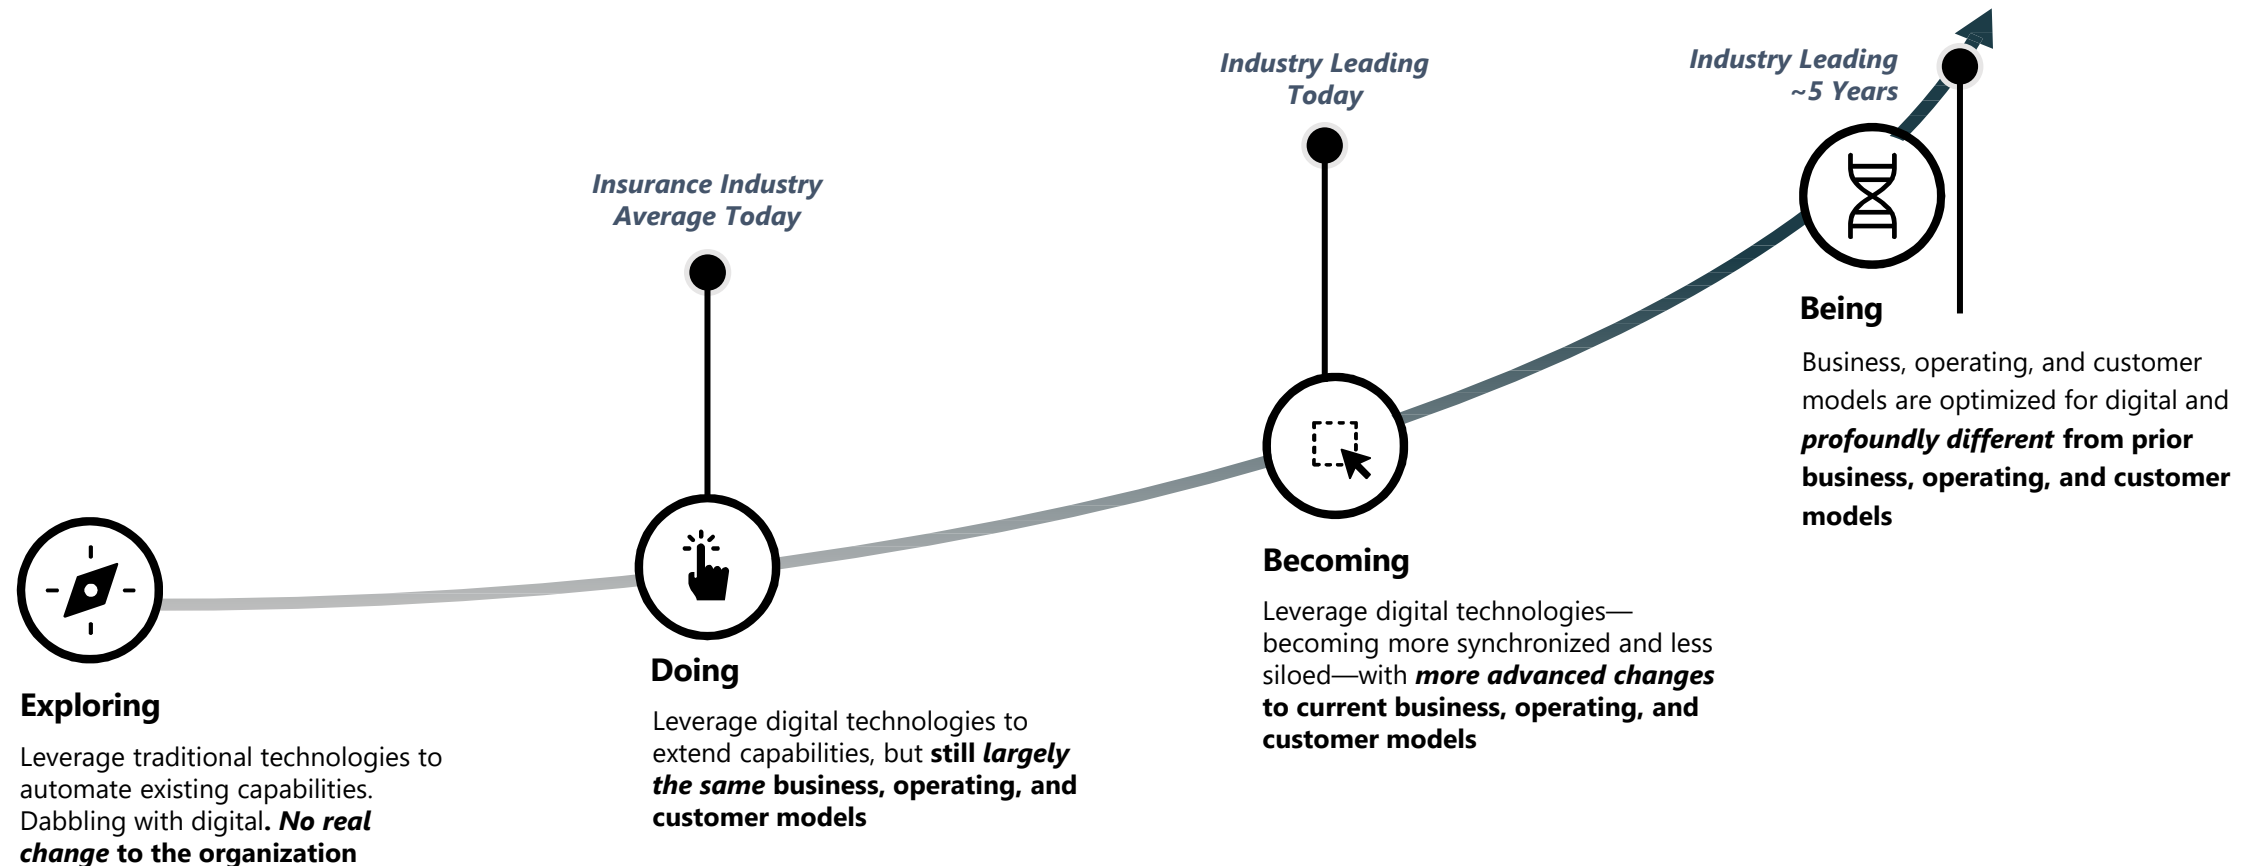 Industry Leading
Today
Industry Leading
~5 Years
Insurance Industry
Average Today
Exploring
Leverage traditional technologies to
automate existing capabilities.
Dabbling with digital. No real
change to the organization
Doing
Leverage digital technologies to
extend capabilities, but still largely
the same business, operating, and
customer models
Becoming
Leverage digital technologies—
becoming more synchronized and less
siloed—with more advanced changes
to current business, operating, and
customer models
Being
Business, operating, and customer
models are optimized for digital and
profoundly different from prior
business, operating, and customer
models